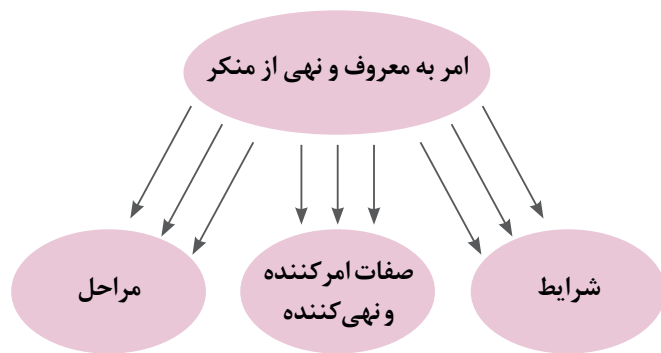 امر به معروف و نهی از منکر
شرایط
صفات امرکننده
و نهی‌کننده
مراحل